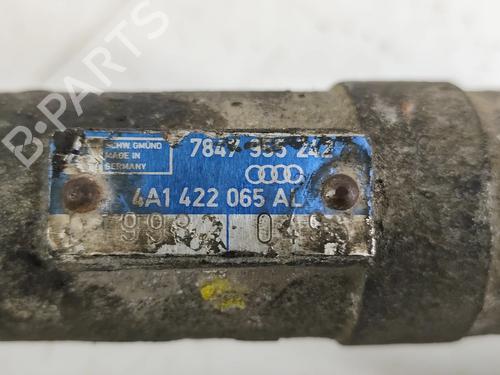 B-Parts
SCHW. GMÜND
MADE IN
GERMANY
7847 955 242
4A1 422 065 AL